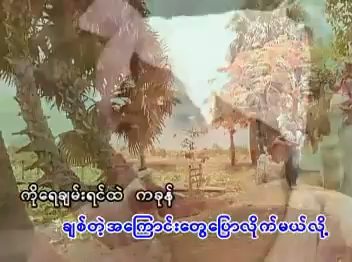 ကိုရေချမ်းရင်ထဲ ကခုန်
ချစ်တဲ့အကြောင်းတွေပြောလိုက်မယ်လို့